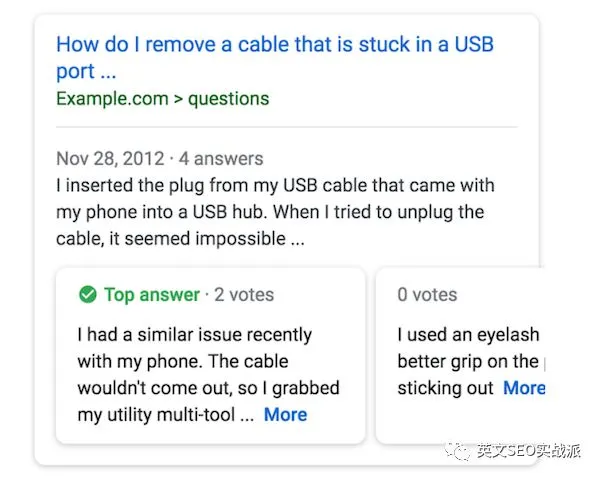 How do I remove a cable that is stuck in a USB
port ...
Example.com > questions
Nov 28, 2012 · 4 answers
I inserted the plug from my USB cable that came with
my phone into a USB hub. When I tried to unplug the
cable, it seemed impossible ...
Top answer · 2 votes
I had a similar issue recently
with my phone. The cable
wouldn't come out, so I grabbed
my utility multi-tool ... More
0 votes
I used an eyelash
better grip on the
sticking out More
英文SEO实战派